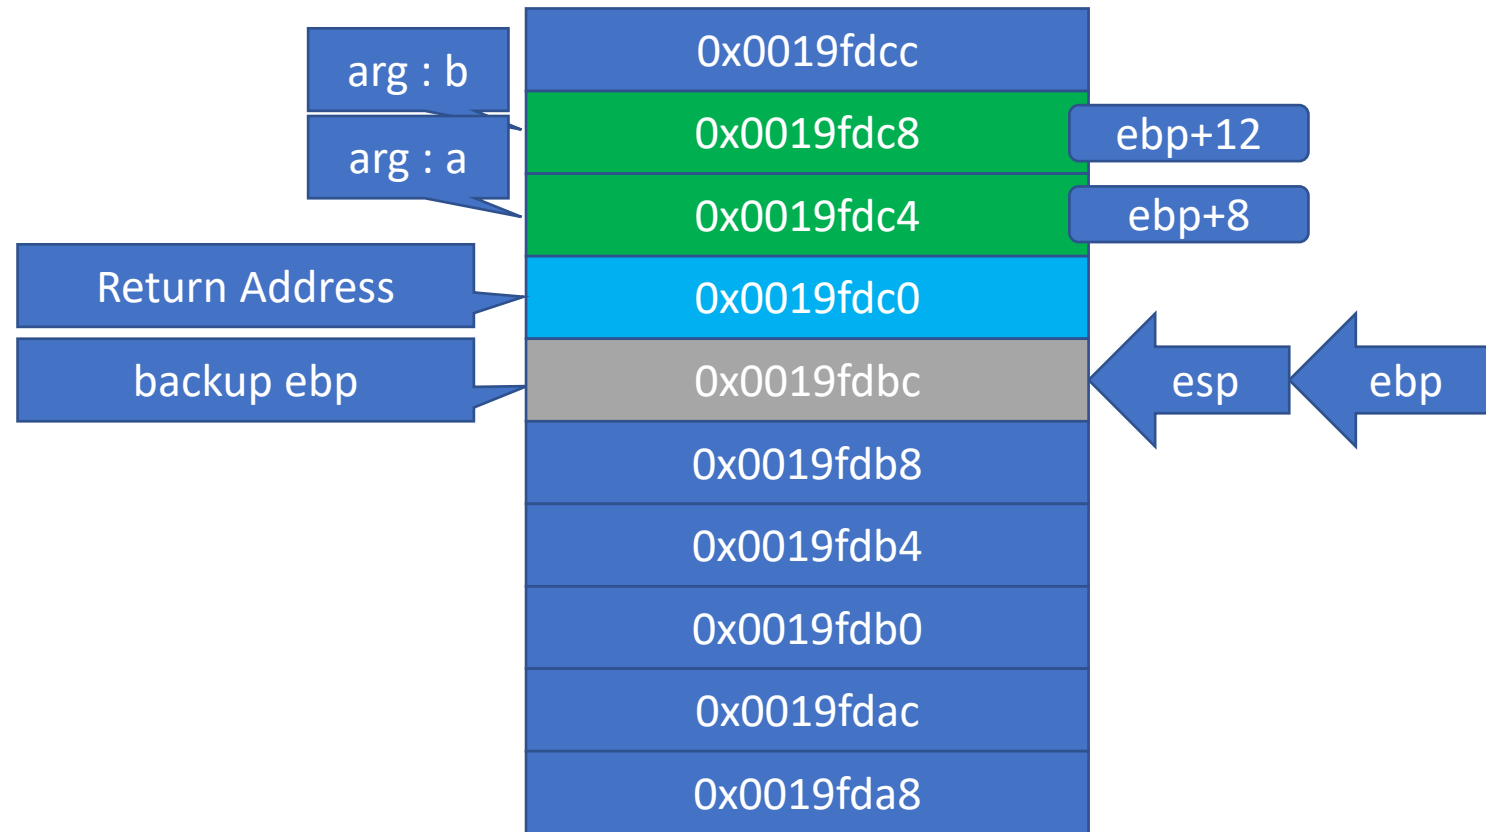 0x0019fdcc
arg : b
0x0019fdc8
ebp+12
arg : a
0x0019fdc4
ebp+8
Return Address
0x0019fdc0
backup ebp
0x0019fdbc
esp
ebp
0x0019fdb8
0x0019fdb4
0x0019fdb0
0x0019fdac
0x0019fda8